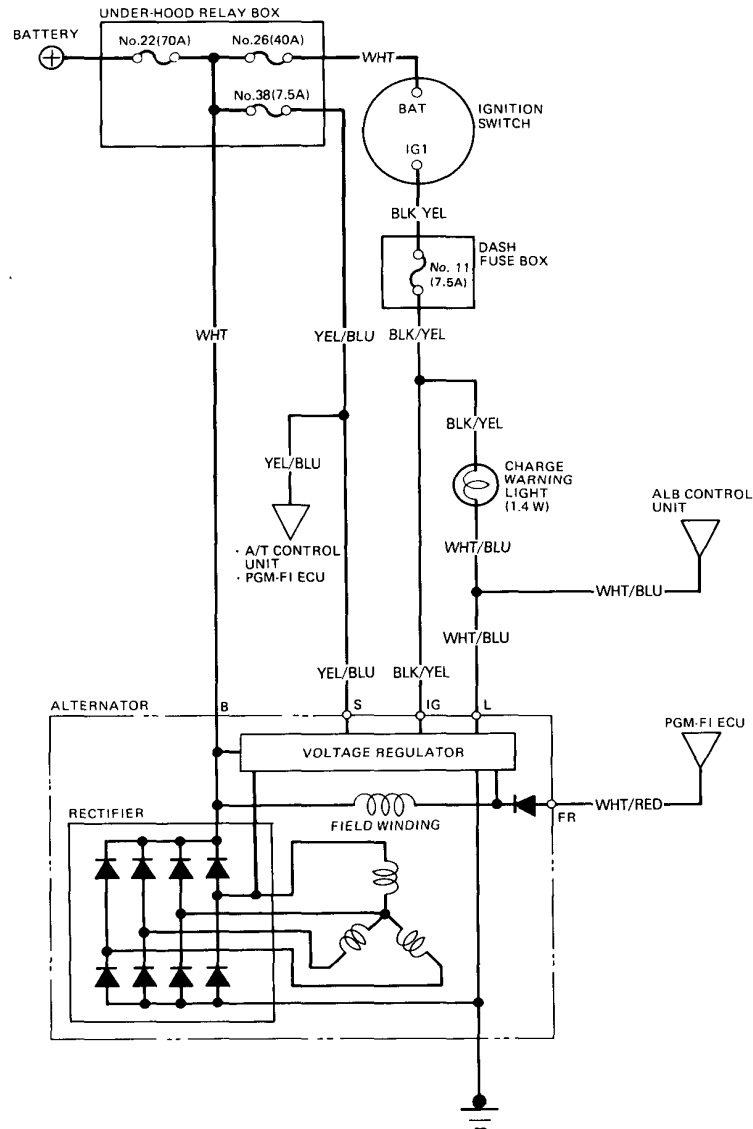 UNDER-HOOD RELAY BOX
BATTERY
No.22(70A)
No.26(40A)
WHT
No.38(7.5A)
BAT
IGNITION
SWITCH
IG1
BLK YEL
DASH
FUSE BOX
No. 11
(7.5A)
WHT
YEL/BLU
BLK/YEL
BLK/YEL
YEL/BLU
CHARGE
WARNING
LIGHT
(1.4 W)
ALB CONTROL
UNIT
WHT/BLU
· A/T CONTROL
UNIT
· PGM-FI ECU
WHT/BLU
WHT/BLU
YEL/BLU
BLK/YEL
ALTERNATOR
B
S
IG
L
PGM-FI ECU
VOLTAGE REGULATOR
RECTIFIER
FIELD WINDING
FR
WHT/RED